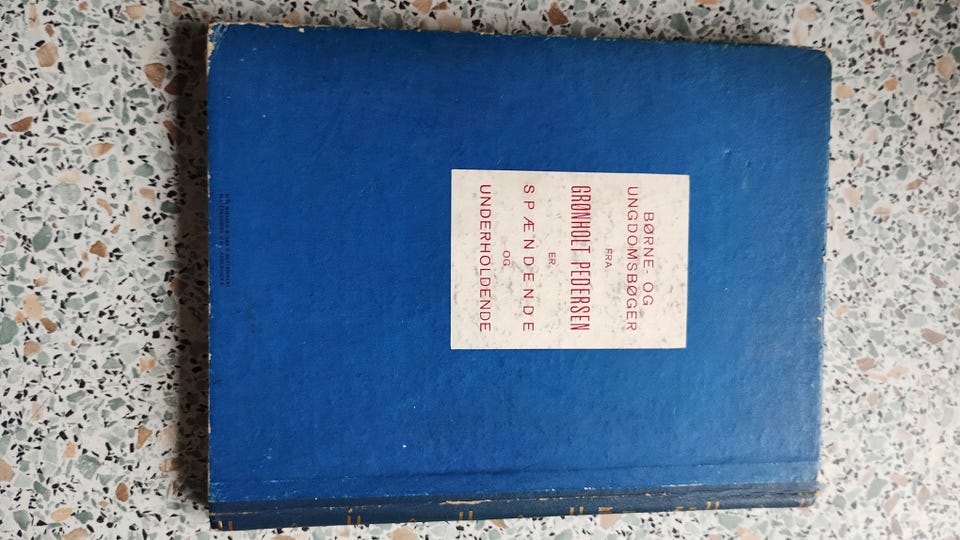 BØRNE- OG
UNGDOMSBØGER
FRA
GRØNHOLT PEDERSEN
ER
SPÆNDENDE
OG
UNDERHOLDENDE